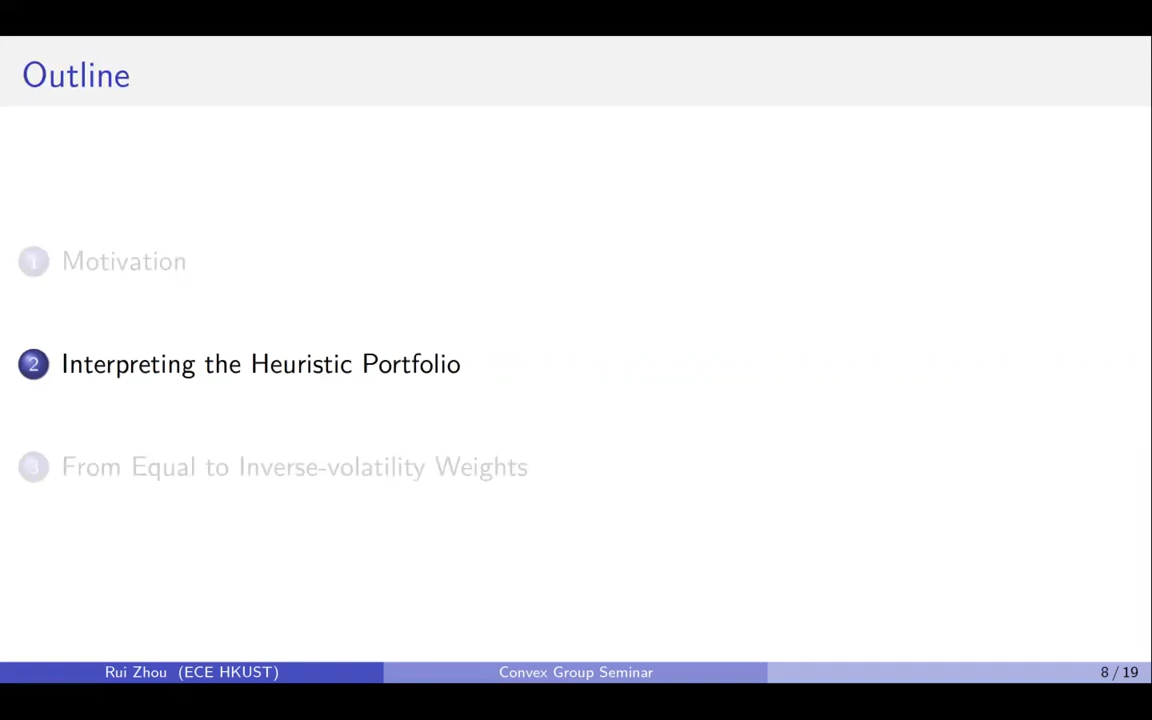 Outline
1 Motivation
2 Interpreting the Heuristic Portfolio
3 From Equal to Inverse-volatility Weights
Rui Zhou (ECE HKUST) Convex Group Seminar 8 / 19